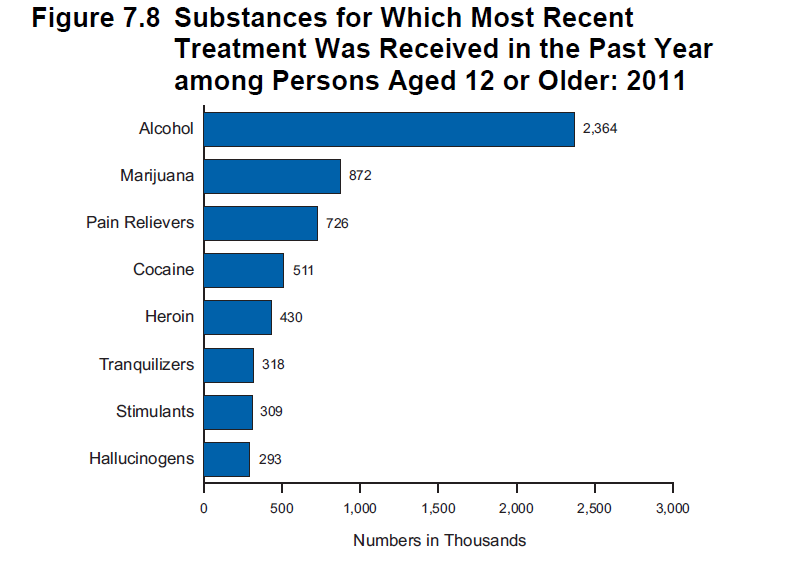 Figure 7.8 Substances for Which Most Recent
Treatment Was Received in the Past Year
among Persons Aged 12 or Older: 2011
Alcohol 2,364
Marijuana 872
Pain Relievers 726
Cocaine 511
Heroin 430
Tranquilizers 318
Stimulants 309
Hallucinogens 293
0 500 1,000 1,500 2,000 2,500 3,000
Numbers in Thousands